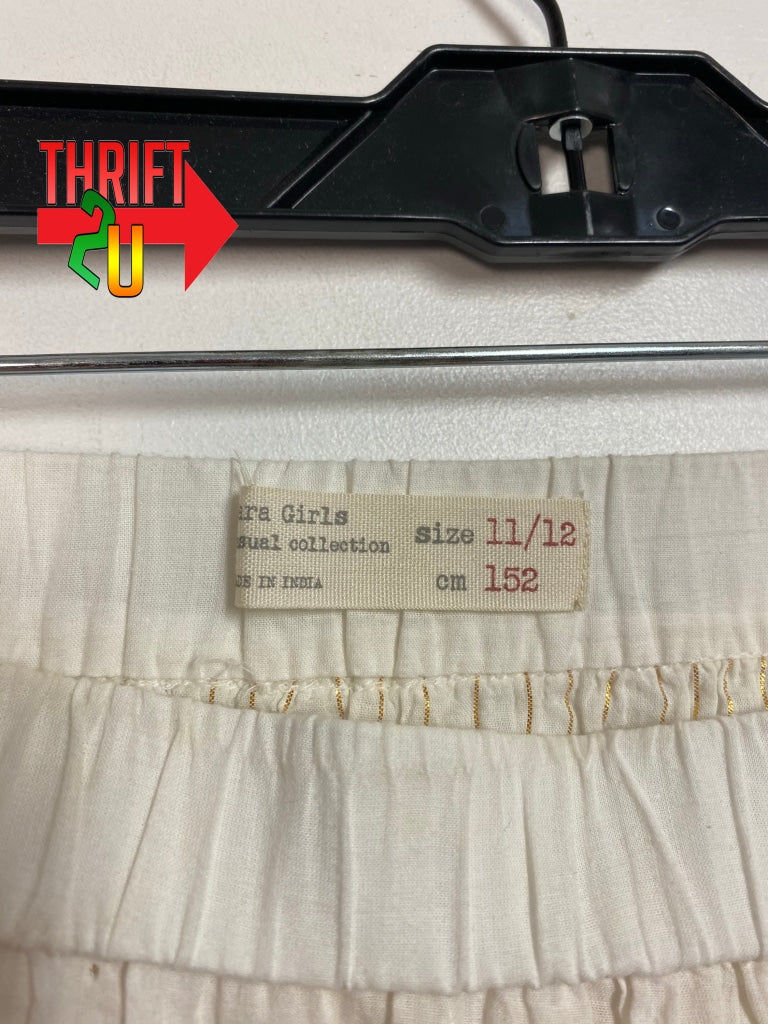 THRIFT
2U
ara Girls
sual collection
DE IN INDIA
size 11/12
cm 152